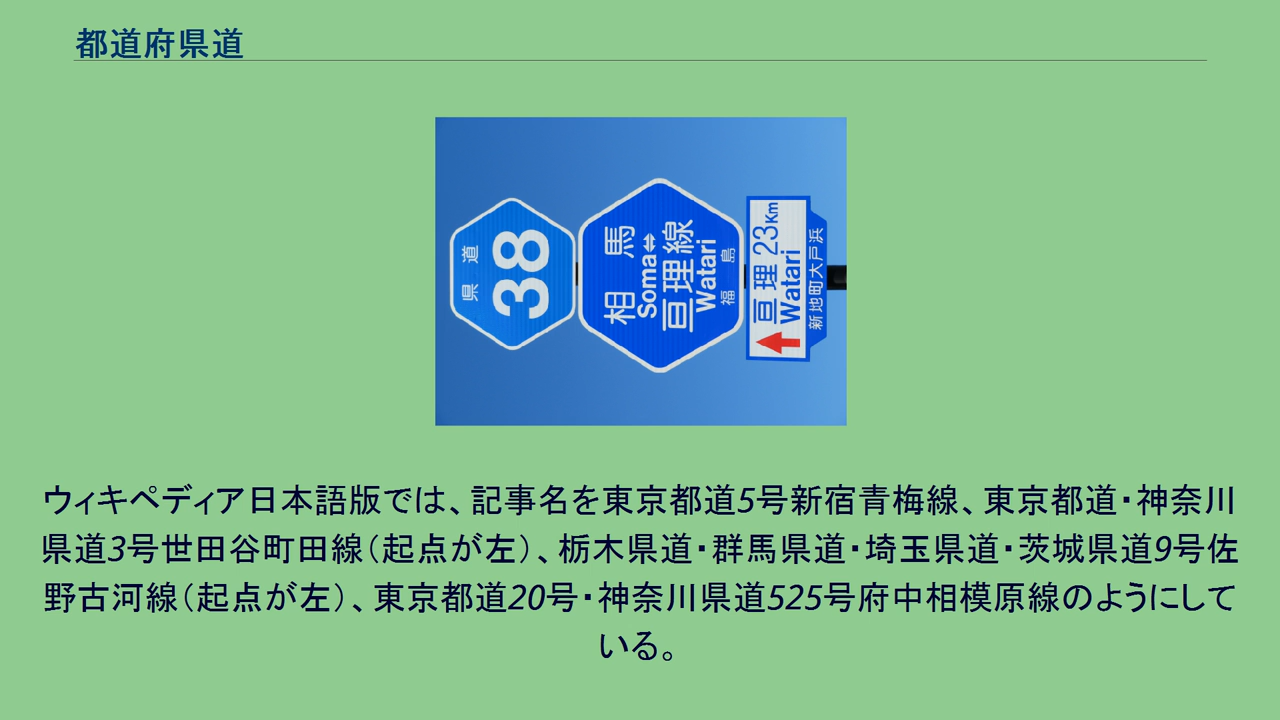 都道府県道
県 道
38
相 馬
Soma⇔
亘理線
Watari
福 島
亘理 23Km
Watari
新地町大戸浜
ウィキペディア日本語版では、記事名を東京都道5号新宿青梅線、東京都道・神奈川
県道3号世田谷町田線（起点が左）、栃木県道・群馬県道・埼玉県道・茨城県道9号佐
野古河線（起点が左）、東京都道20号・神奈川県道525号府中相模原線のようにして
いる。